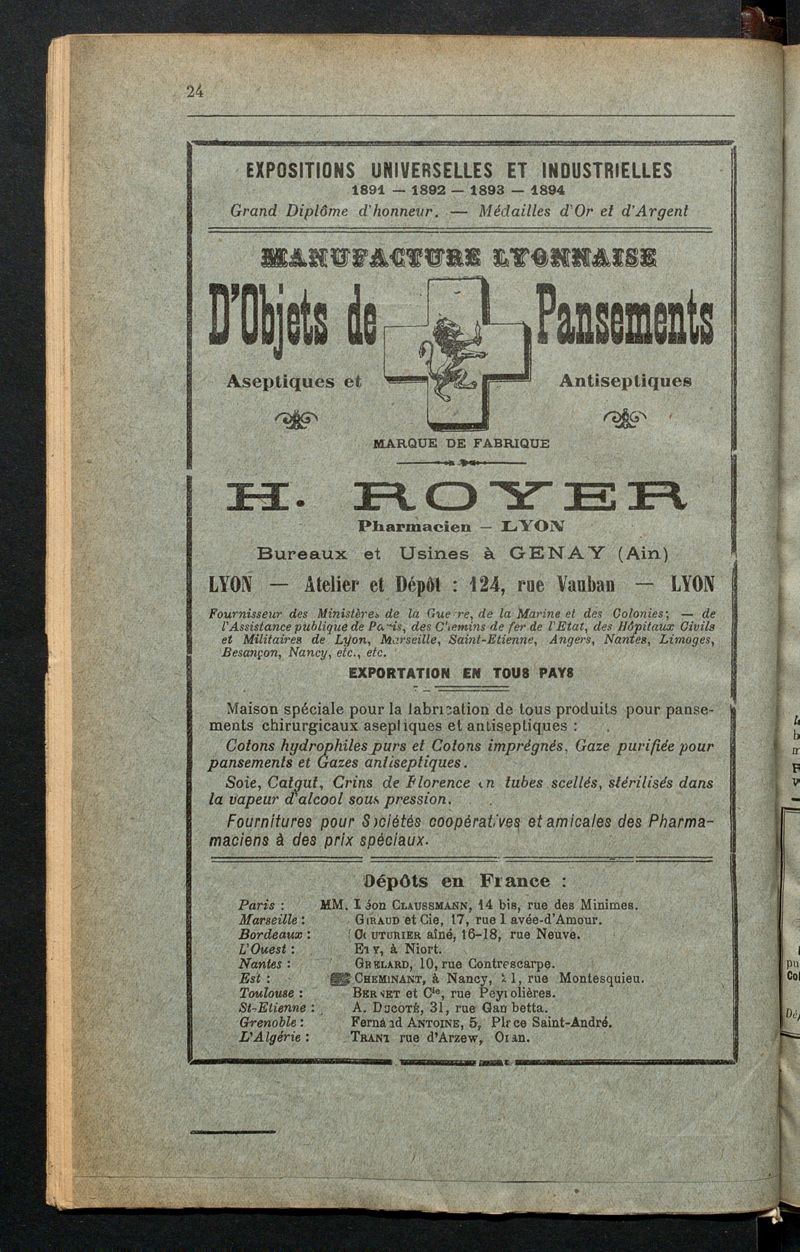 24
EXPOSITIONS UNIVERSELLES ET INDUSTRIELLES
1891 — 1892 — 1893 — 1894
Grand Diplôme d'honneur. — Médailles d'Or et d'Argent
MANUFACTURE LYONNAISE
D'Objets de Pansements
Aseptiques et Antiseptiques
MARQUE DE FABRIQUE
H. ROYER
Pharmacien — LYON
Bureaux et Usines à GENAY (Ain)
LYON — Atelier et Dépôt : 124, rue Vauban — LYON
Fournisseur des Ministères de la Guerre, de la Marine et des Colonies; — de
l'Assistance publique de Paris, des Chemins de fer de l'Etat, des Hôpitaux Civils
et Militaires de Lyon, Marseille, Saint-Etienne, Angers, Nantes, Limoges,
Besançon, Nancy, etc., etc.
EXPORTATION EN TOUS PAYS
Maison spéciale pour la fabrication de tous produits pour panse-
ments chirurgicaux aseptiques et antiseptiques :
Cotons hydrophiles purs et Cotons imprégnés, Gaze purifiée pour
pansements et Gazes antiseptiques.
Soie, Catgut, Crins de Florence en tubes scellés, stérilisés dans
la vapeur d'alcool sous pression.
Fournitures pour Sociétés coopératives et amicales des Pharma-
maciens à des prix spéciaux.
Dépôts en France :
Paris : MM. Léon CLAUSSMANN, 14 bis, rue des Minimes.
Marseille : GIRAUD et Cie, 17, rue Pavée-d'Amour.
Bordeaux : COUTURIER aîné, 16-18, rue Neuve.
L'Ouest : à Niort.
Nantes : GRELARD, 10, rue Contrescarpe.
Est : CHEMINANT, à Nancy, rue Montesquieu.
Toulouse : BERNET et Cie, rue Peyrolières.
St-Etienne : A. DUCOTÉ, 31, rue Gambetta.
Grenoble : Fernand ANTOINE, 5, Place Saint-André.
L'Algérie : TRANI rue d'Arzew, Oran.